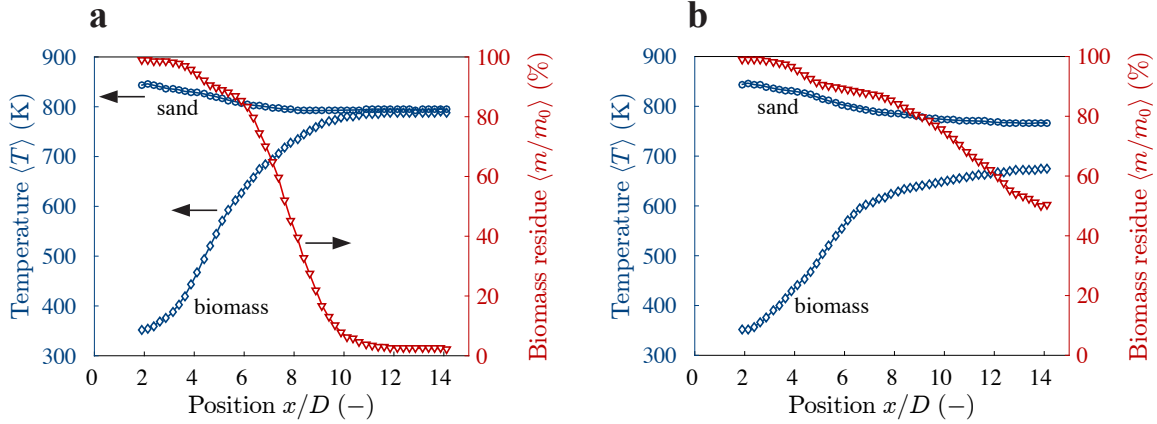 a
900
800
700
600
500
400
300
Temperature ⟨T⟩ (K)
sand
biomass
100
80
60
40
20
0
Biomass residue ⟨m/m₀⟩ (%)
0 2 4 6 8 10 12 14
Position x/D (−)
b
900
800
700
600
500
400
300
Temperature ⟨T⟩ (K)
sand
biomass
100
80
60
40
20
0
Biomass residue ⟨m/m₀⟩ (%)
0 2 4 6 8 10 12 14
Position x/D (−)